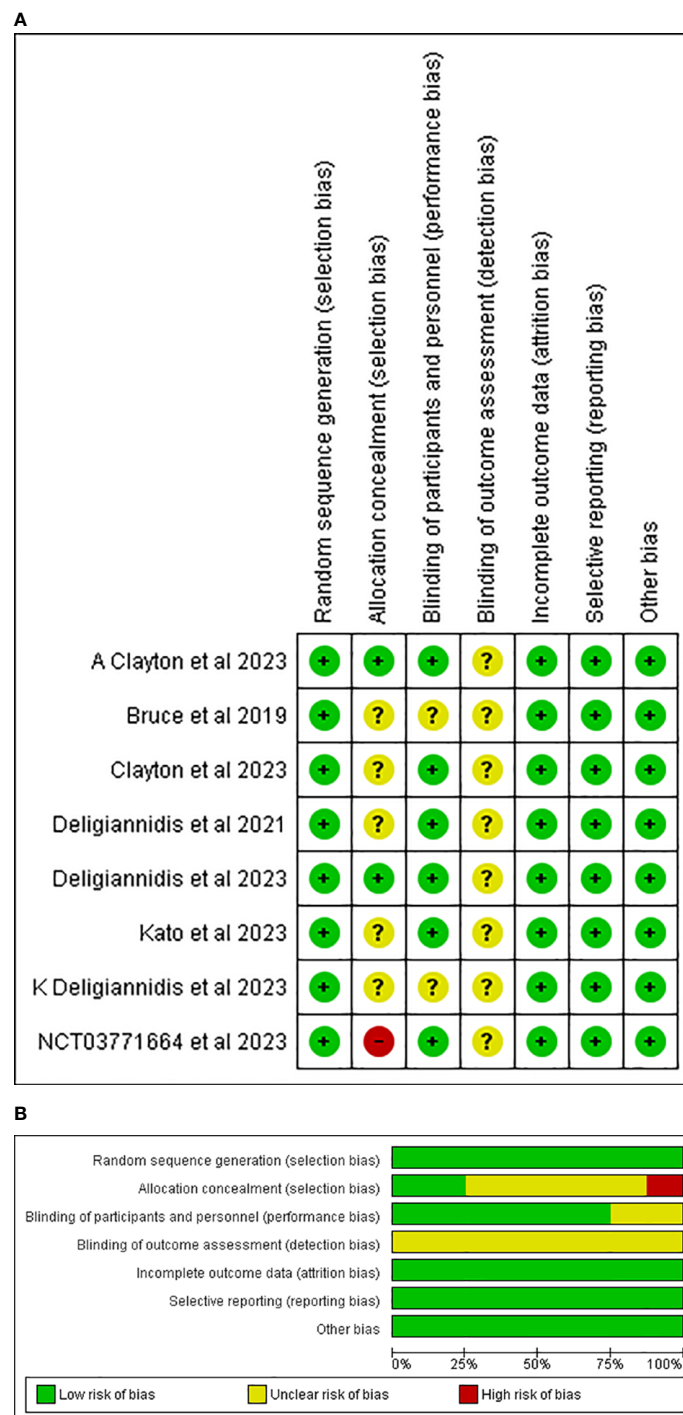 A
Random sequence generation (selection bias)
Allocation concealment (selection bias)
Blinding of participants and personnel (performance bias)
Blinding of outcome assessment (detection bias)
Incomplete outcome data (attrition bias)
Selective reporting (reporting bias)
Other bias
A Clayton et al 2023 + + + ? + + +
Bruce et al 2019 + ? ? ? + + +
Clayton et al 2023 + ? + ? + + +
Deligiannidis et al 2021 + ? + ? + + +
Deligiannidis et al 2023 + + + ? + + +
Kato et al 2023 + ? + ? + + +
K Deligiannidis et al 2023 + ? ? ? + + +
NCT03771664 et al 2023 + - + ? + + +
B
Random sequence generation (selection bias)
Allocation concealment (selection bias)
Blinding of participants and personnel (performance bias)
Blinding of outcome assessment (detection bias)
Incomplete outcome data (attrition bias)
Selective reporting (reporting bias)
Other bias
0% 25% 50% 75% 100%
Low risk of bias Unclear risk of bias High risk of bias